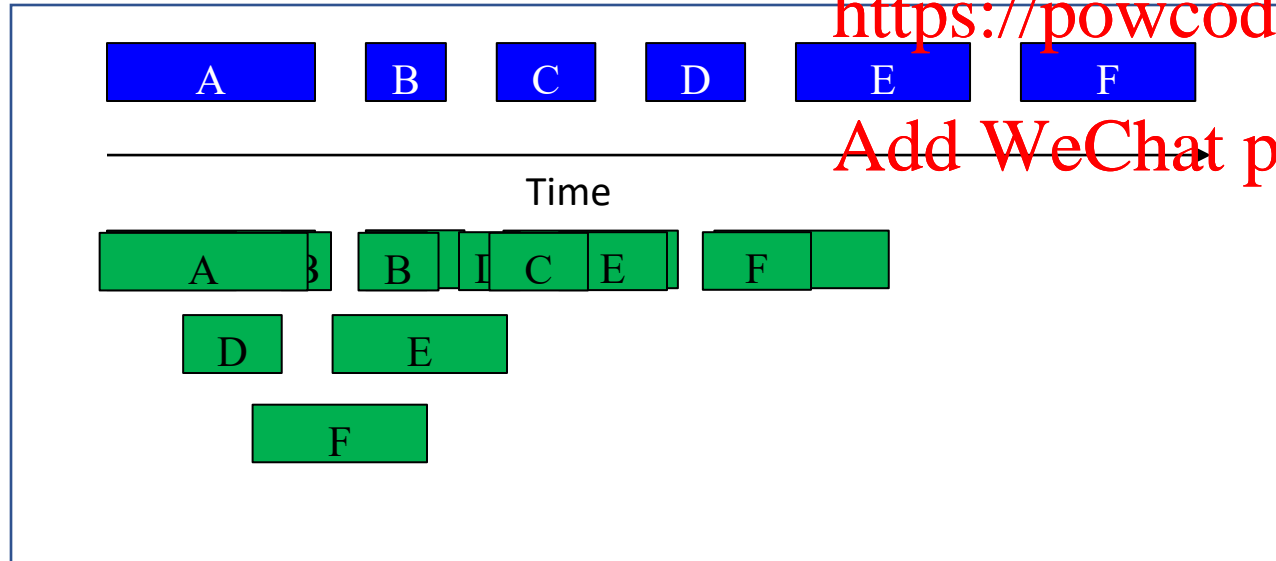 https://powcod
A B C D E F
Add WeChat p
Time
A B B C E F
D E
F